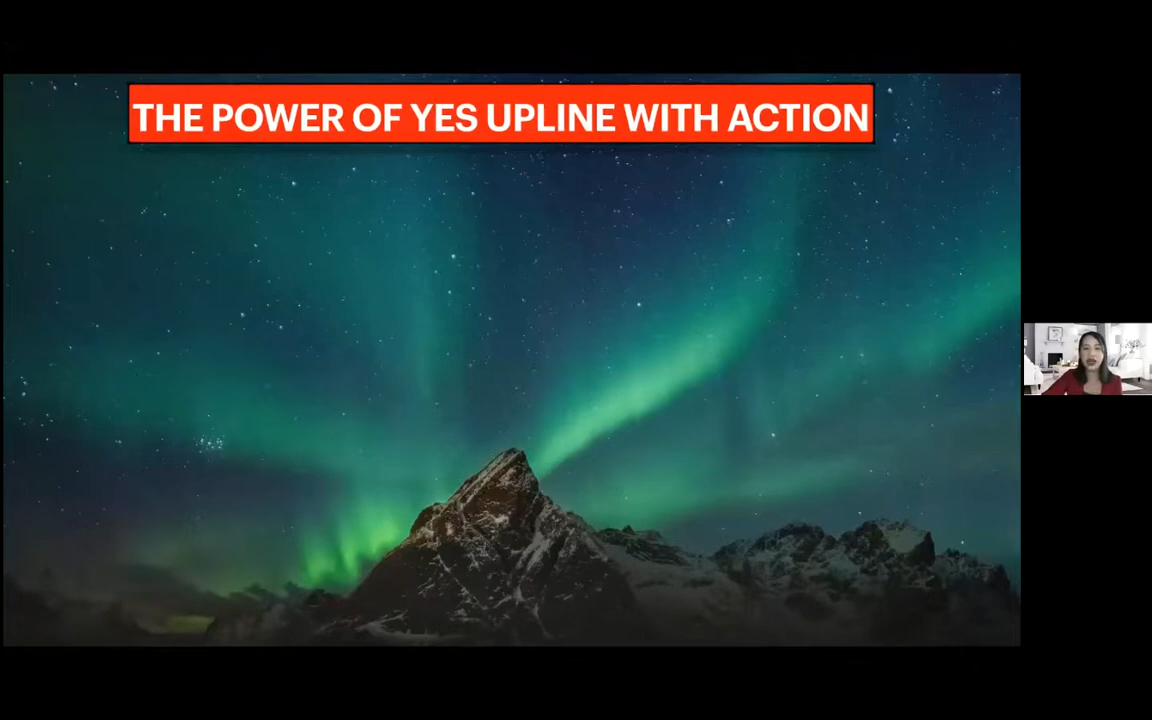 THE POWER OF YES UPLINE WITH ACTION